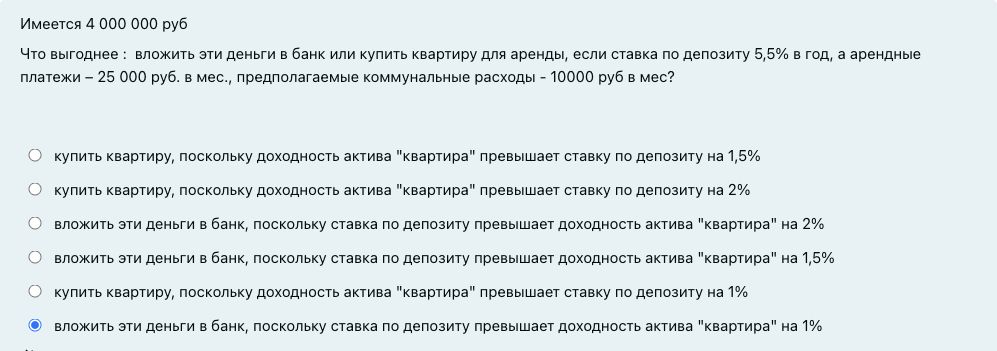 Имеется 4 000 000 руб
Что выгоднее : вложить эти деньги в банк или купить квартиру для аренды, если ставка по депозиту 5,5% в год, а арендные
платежи – 25 000 руб. в мес., предполагаемые коммунальные расходы - 10000 руб в мес?
купить квартиру, поскольку доходность актива "квартира" превышает ставку по депозиту на 1,5%
купить квартиру, поскольку доходность актива "квартира" превышает ставку по депозиту на 2%
вложить эти деньги в банк, поскольку ставка по депозиту превышает доходность актива "квартира" на 2%
вложить эти деньги в банк, поскольку ставка по депозиту превышает доходность актива "квартира" на 1,5%
купить квартиру, поскольку доходность актива "квартира" превышает ставку по депозиту на 1%
вложить эти деньги в банк, поскольку ставка по депозиту превышает доходность актива "квартира" на 1%